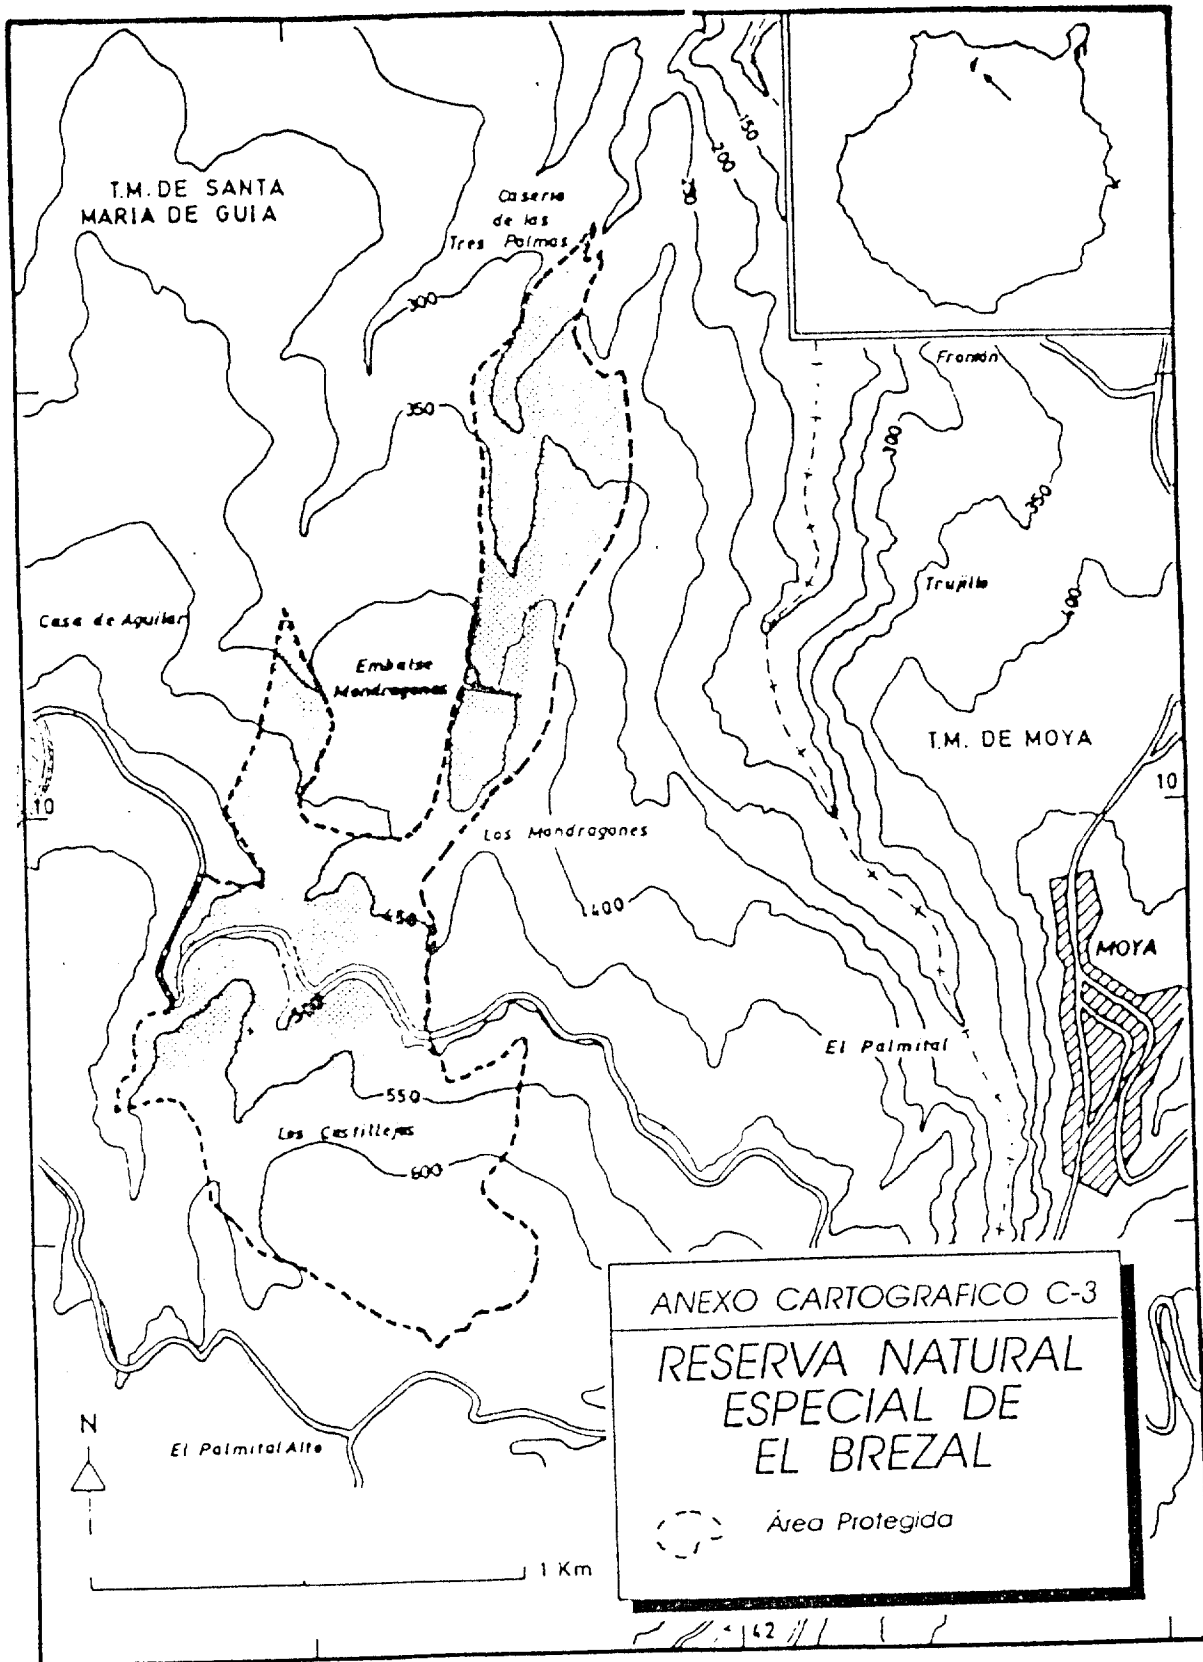 T.M. DE SANTA
MARIA DE GUIA
Caserio
de las
Tres Palmas
150
200
250
300
350
Frontón
300
350
Trujillo
400
Casa de Aguilar
Embalse
Mondragones
T.M. DE MOYA
10
10
Los Mondragones
450
400
MOYA
500
El Palmital
550
Los Castillejos
600
ANEXO CARTOGRAFICO C-3
RESERVA NATURAL
ESPECIAL DE
EL BREZAL
Área Protegida
N
El Palmital Alto
1 Km
42